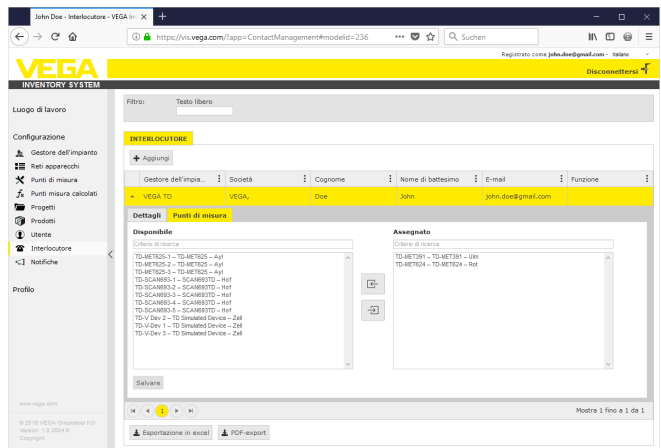 John Doe - Interlocutore - VEGA In
https://vis.vega.com/?app=ContactManagement#modelid=236
Suchen
Registrato come john.doe@gmail.com - Italiano
VEGA
Disconnettersi
INVENTORY SYSTEM
Luogo di lavoro
Configurazione
Gestore dell'impianto
Reti apparecchi
Punti di misura
Punti misura calcolati
Progetti
Prodotti
Utente
Interlocutore
Notifiche
Profilo
www.vega.com
© 2018 VEGA Grieshaber KG
Version: 1.0.2004.0
Copyright
Filtro: Testo libero
INTERLOCUTORE
Aggiungi
Gestore dell'impia... Società Cognome Nome di battesimo E-mail Funzione
VEGA TD VEGA, Doe John john.doe@gmail.com
Dettagli Punti di misura
Disponibile
Criterio di ricerca
TD-MET625-1 – TD-MET625 – Ayl
TD-MET625-2 – TD-MET625 – Ayl
TD-MET625-3 – TD-MET625 – Ayl
TD-SCAN693-1 – SCAN693TD – Hof
TD-SCAN693-2 – SCAN693TD – Hof
TD-SCAN693-3 – SCAN693TD – Hof
TD-SCAN693-4 – SCAN693TD – Hof
TD-SCAN693-5 – SCAN693TD – Hof
TD-V Dev 2 – TD Simulated Device – Zell
TD-V-Dev 1 – TD Simulated Device – Zell
TD-V-Dev 3 – TD Simulated Device – Zell
Assegnato
Criterio di ricerca
TD-MET391 – TD-MET391 – Ulm
TD-MET624 – TD-MET624 – Rot
Salvare
1
Mostra 1 fino a 1 da 1
Esportazione in excel PDF-export